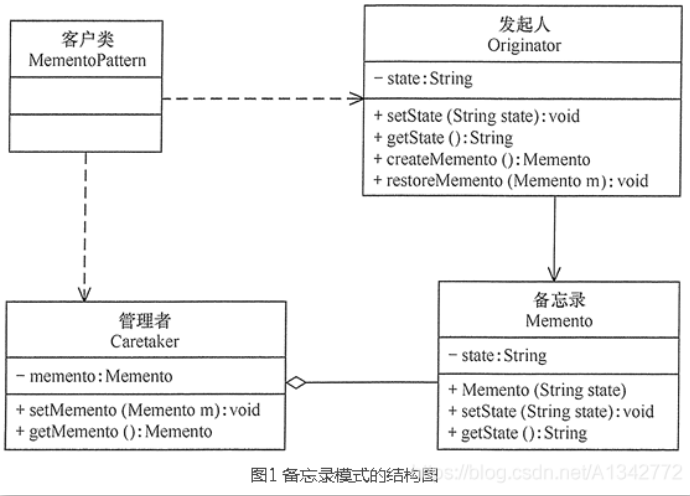 客户类
MementoPattern
发起人
Originator
- state:String
+ setState (String state):void
+ getState ():String
+ createMemento ():Memento
+ restoreMemento (Memento m):void
管理者
Caretaker
- memento:Memento
+ setMemento (Memento m):void
+ getMemento ():Memento
备忘录
Memento
- state:String
+ Memento (String state)
+ setState (String state):void
+ getState ():String
图1 备忘录模式的结构图
https://blog.csdn.net/A1342772